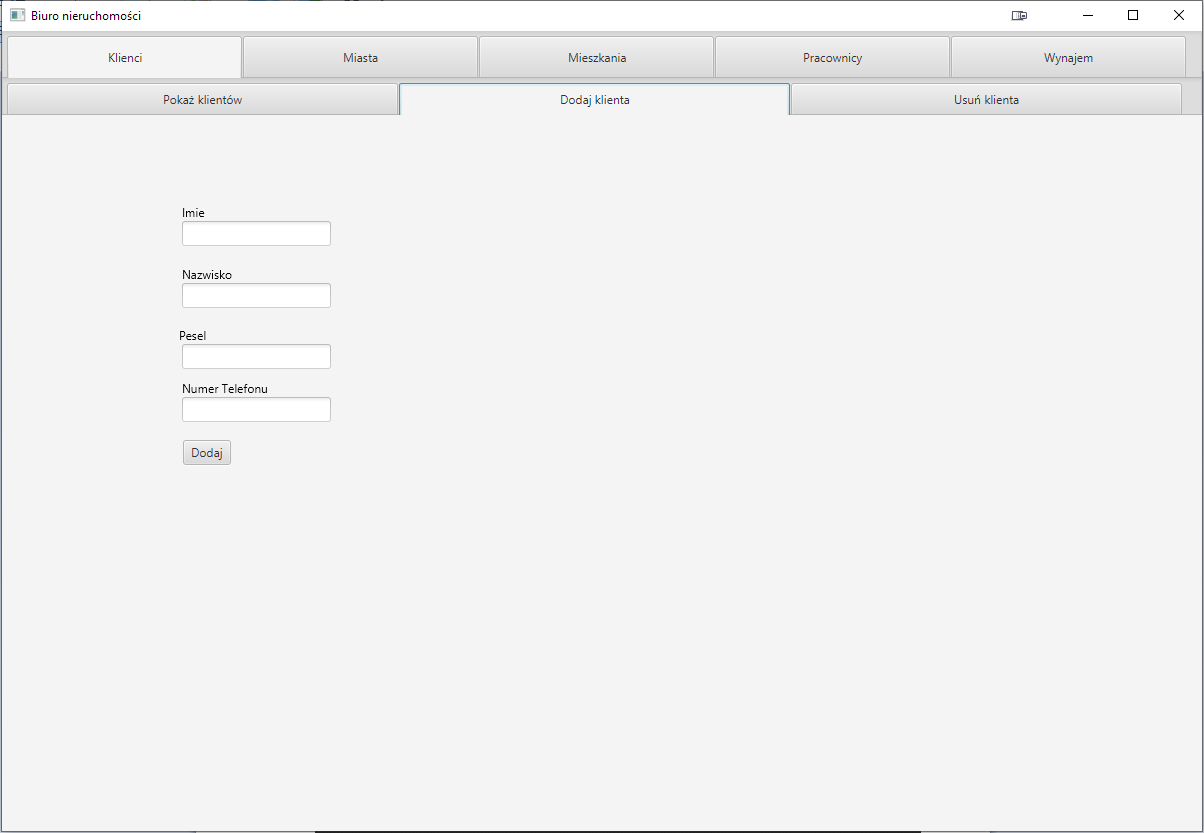 Biuro nieruchomości
Klienci Miasta Mieszkania Pracownicy Wynajem
Pokaż klientów Dodaj klienta Usuń klienta
Imie
Nazwisko
Pesel
Numer Telefonu
Dodaj